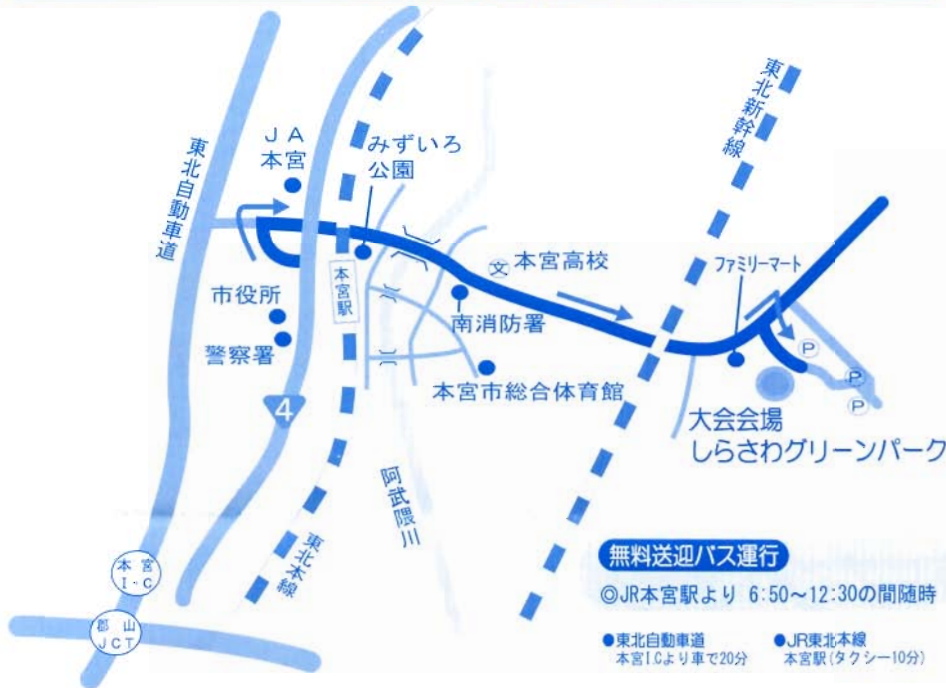 東北新幹線
ＪＡ
本宮
みずいろ
公園
東北自動車道
文 本宮高校
ファミリーマート
本宮駅
市役所
南消防署
警察署
P
本宮市総合体育館
P
P
4
大会会場
しらさわグリーンパーク
阿武隈川
東北本線
本宮
I・C
郡山
JCT
無料送迎バス運行
◎JR本宮駅より 6:50～12:30の間随時
●東北自動車道
本宮I.Cより車で20分
●JR東北本線
本宮駅(タクシー10分)